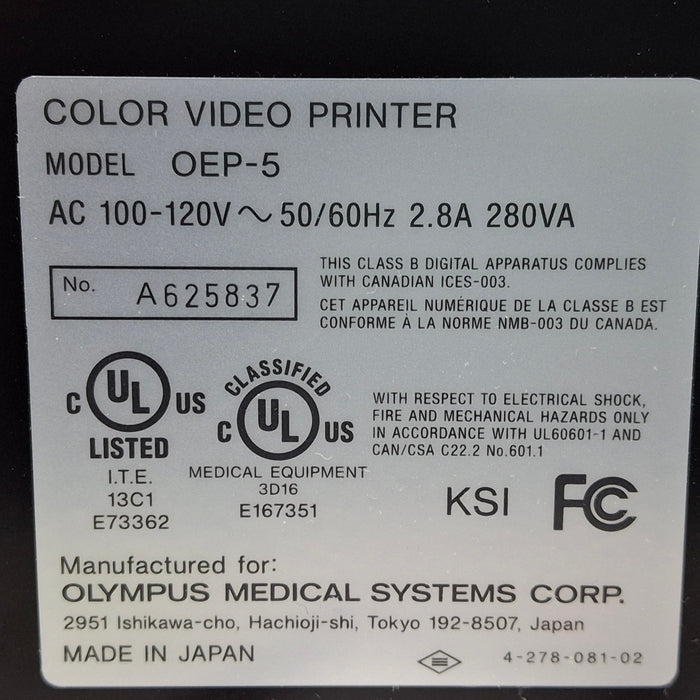 COLOR VIDEO PRINTER
MODEL OEP-5
AC 100-120V ~ 50/60Hz 2.8A 280VA
No. A625837
THIS CLASS B DIGITAL APPARATUS COMPLIES
WITH CANADIAN ICES-003.
CET APPAREIL NUMÉRIQUE DE LA CLASSE B EST
CONFORME À LA NORME NMB-003 DU CANADA.
C UL US
LISTED
I.T.E.
13C1
E73362
CLASSIFIED
C UL US
MEDICAL EQUIPMENT
3D16
E167351
WITH RESPECT TO ELECTRICAL SHOCK,
FIRE AND MECHANICAL HAZARDS ONLY
IN ACCORDANCE WITH UL60601-1 AND
CAN/CSA C22.2 No.601.1
KSI FC
Manufactured for:
OLYMPUS MEDICAL SYSTEMS CORP.
2951 Ishikawa-cho, Hachioji-shi, Tokyo 192-8507, Japan
MADE IN JAPAN
4-278-081-02